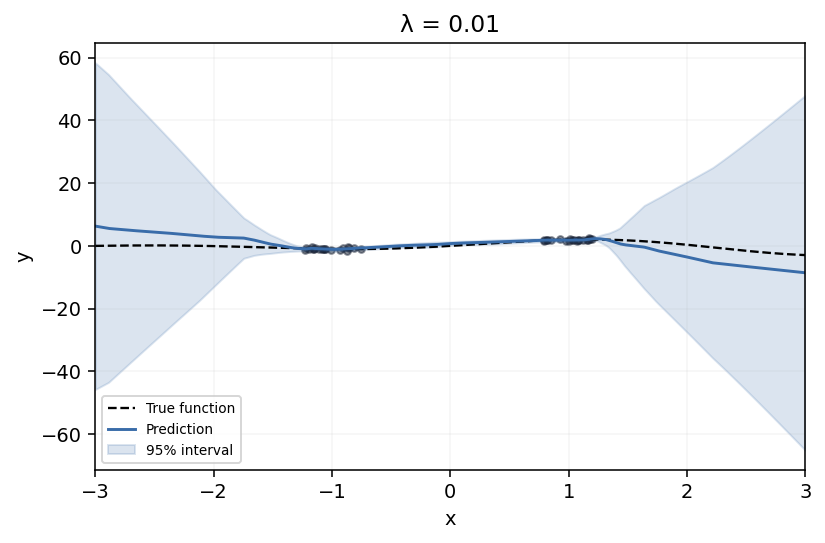 λ = 0.01
60
40
20
0
−20
−40
−60
y
True function
Prediction
95% interval
−3
−2
−1
0
1
2
3
x